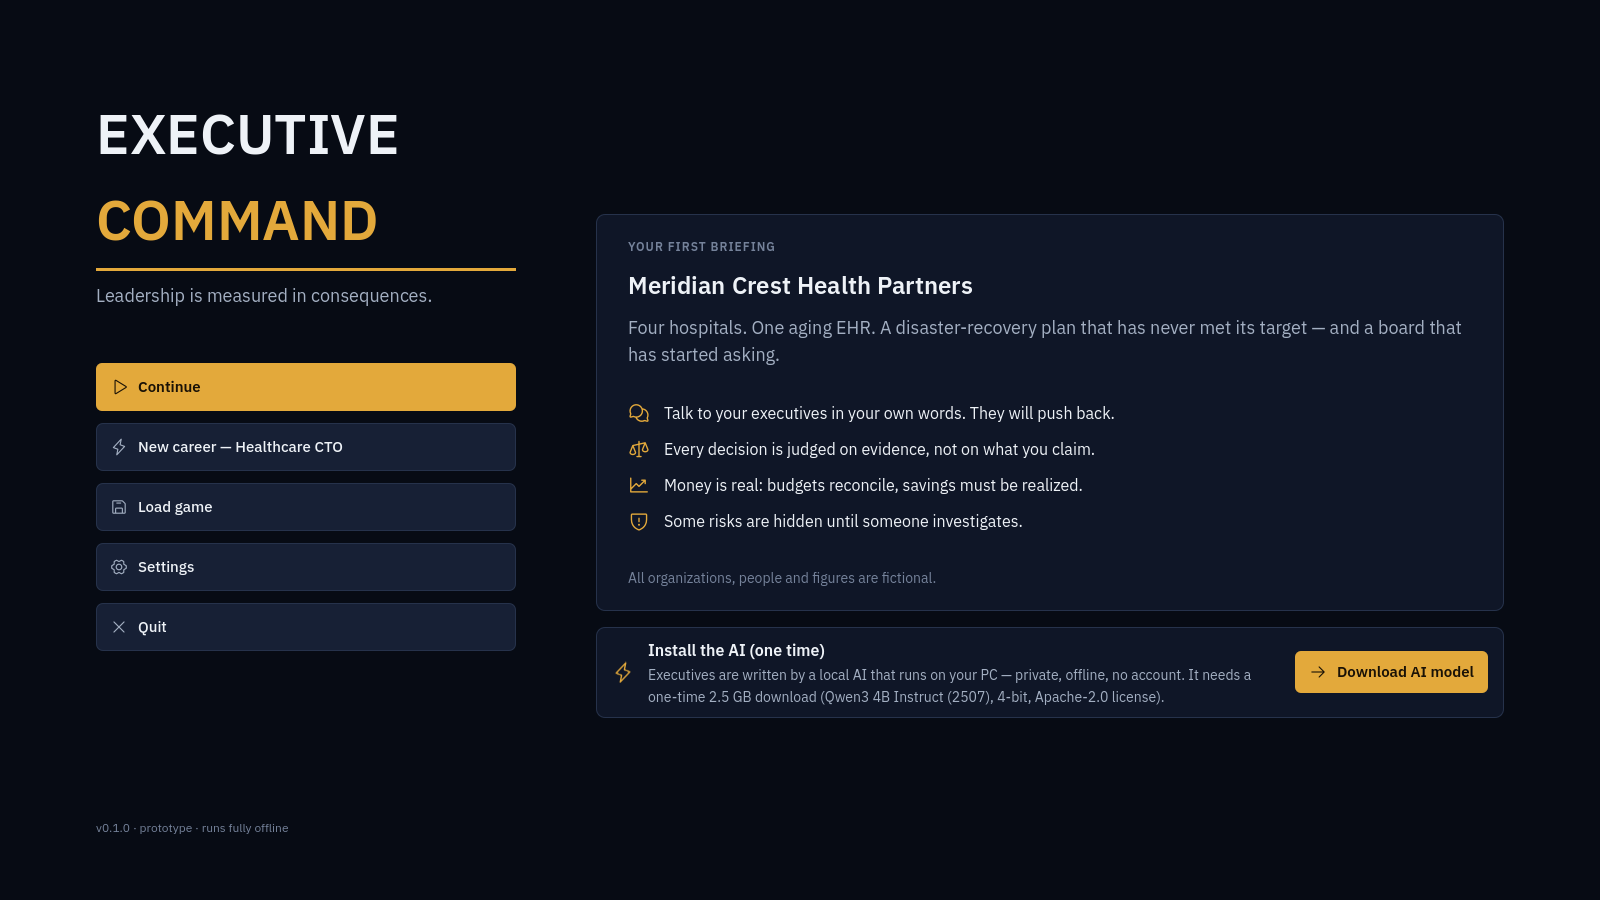 EXECUTIVE
COMMAND
Leadership is measured in consequences.
Continue
New career — Healthcare CTO
Load game
Settings
Quit
v0.1.0 · prototype · runs fully offline
YOUR FIRST BRIEFING
Meridian Crest Health Partners
Four hospitals. One aging EHR. A disaster-recovery plan that has never met its target — and a board that
has started asking.
Talk to your executives in your own words. They will push back.
Every decision is judged on evidence, not on what you claim.
Money is real: budgets reconcile, savings must be realized.
Some risks are hidden until someone investigates.
All organizations, people and figures are fictional.
Install the AI (one time)
Executives are written by a local AI that runs on your PC — private, offline, no account. It needs a
one-time 2.5 GB download (Qwen3 4B Instruct (2507), 4-bit, Apache-2.0 license).
Download AI model